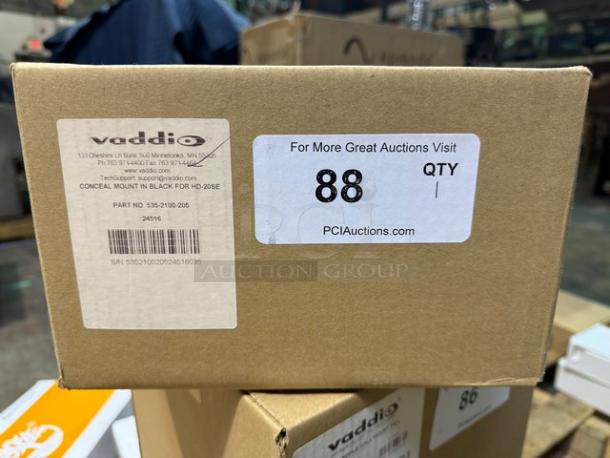 vaddio
131 Cheshire Ln Suite 500 Minnetonka, MN 55305
Ph 763 971-4400 Fax 763 971-4464
www.vaddio.com
TechSupport: support@vaddio.com
CONCEAL MOUNT IN BLACK FOR HD-20SE
PART NO 535-2100-205
24516
For More Great Auctions Visit
88
QTY
1
PCIAuctions.com
PCI
AUCTION GROUP
vaddio
86